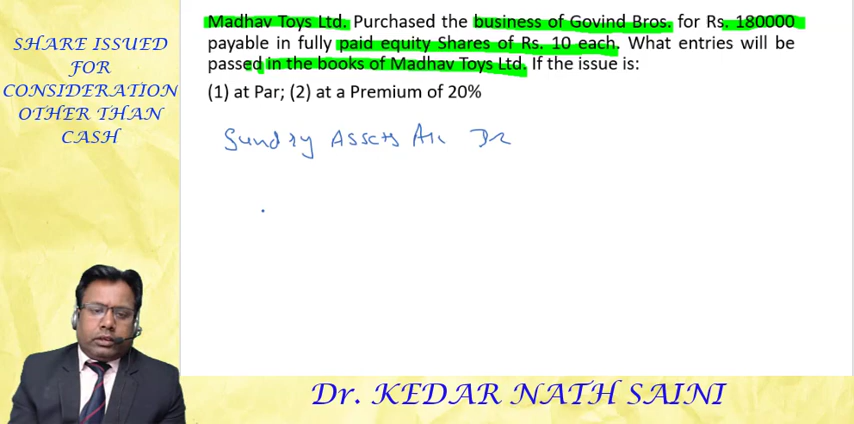 SHARE ISSUED
FOR
CONSIDERATION
OTHER THAN
CASH
Madhav Toys Ltd. Purchased the business of Govind Bros. for Rs. 180000
payable in fully paid equity Shares of Rs. 10 each. What entries will be
passed in the books of Madhav Toys Ltd. If the issue is:
(1) at Par; (2) at a Premium of 20%
Sundry Assets A/c Dr
Dr. KEDAR NATH SAINI